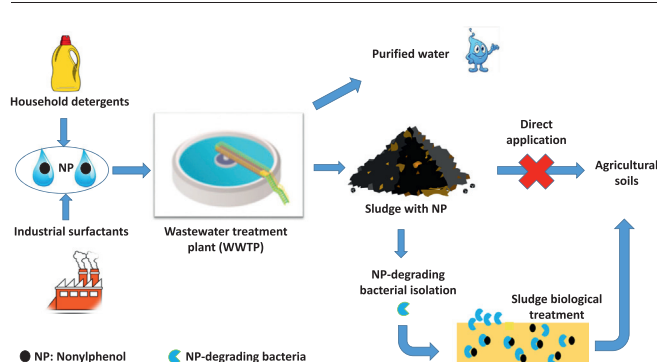 Purified water
Household detergents
Direct
application
NP
Agricultural
soils
Sludge with NP
Industrial surfactants
Wastewater treatment
plant (WWTP)
NP-degrading
bacterial isolation
Sludge biological
treatment
NP: Nonylphenol
NP-degrading bacteria